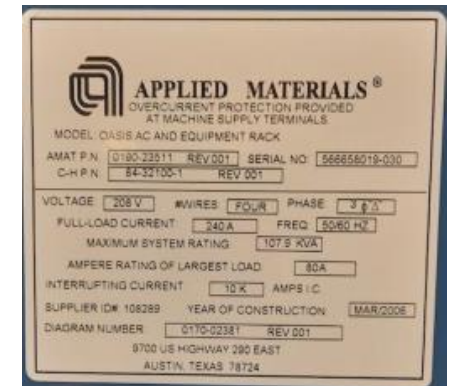 APPLIED MATERIALS®
OVERCURRENT PROTECTION PROVIDED
AT MACHINE SUPPLY TERMINALS
MODEL: OASIS AC AND EQUIPMENT RACK
AMAT P.N. 0190-23511 REV 001 SERIAL NO: 566658019-030
C-H P.N. 84-32100-1 REV 001
VOLTAGE 208 V #WIRES FOUR PHASE 3
FULL-LOAD CURRENT: 240 A FREQ 50/60 HZ
MAXIMUM SYSTEM RATING 107.9 KVA
AMPERE RATING OF LARGEST LOAD 80A
INTERRUPTING CURRENT 10 K AMPS I.C.
SUPPLIER ID# 108289 YEAR OF CONSTRUCTION MAR/2006
DIAGRAM NUMBER 0170-02381 REV 001
9700 US HIGHWAY 290 EAST
AUSTIN, TEXAS 78724